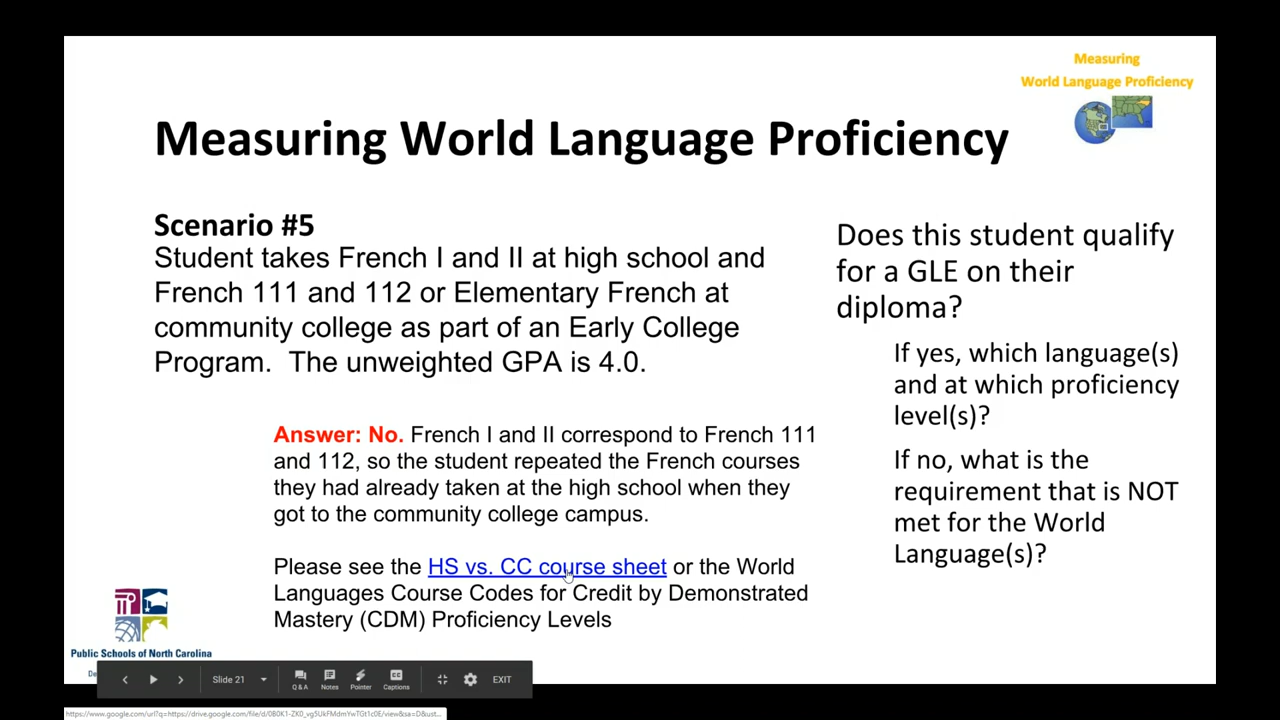 Measuring
World Language Proficiency
Measuring World Language Proficiency
Scenario #5
Student takes French I and II at high school and
French 111 and 112 or Elementary French at
community college as part of an Early College
Program.  The unweighted GPA is 4.0.
Answer: No. French I and II correspond to French 111
and 112, so the student repeated the French courses
they had already taken at the high school when they
got to the community college campus.
Please see the HS vs. CC course sheet or the World
Languages Course Codes for Credit by Demonstrated
Mastery (CDM) Proficiency Levels
Does this student qualify
for a GLE on their
diploma?
If yes, which language(s)
and at which proficiency
level(s)?
If no, what is the
requirement that is NOT
met for the World
Language(s)?
Public Schools of North Carolina
Slide 21
Q & A
Notes
Pointer
Captions
EXIT